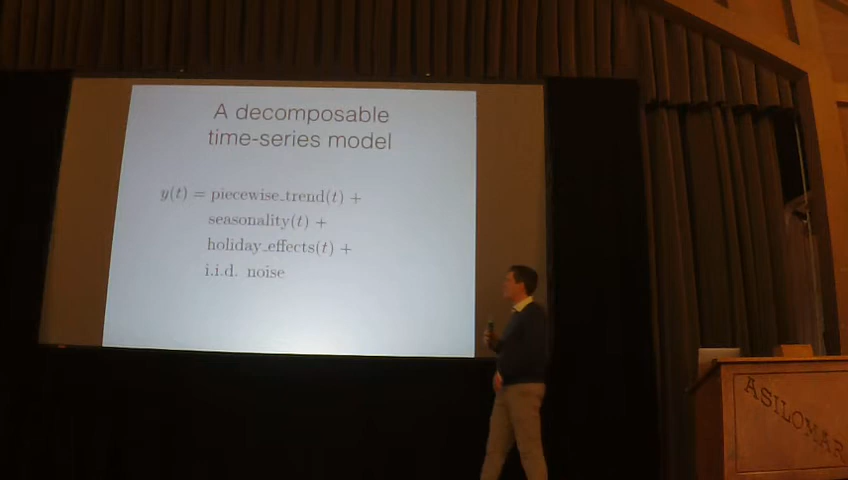 A decomposable
time-series model
y(t) = piecewise_trend(t) +
seasonality(t) +
holiday_effects(t) +
i.i.d. noise
ASILOMAR